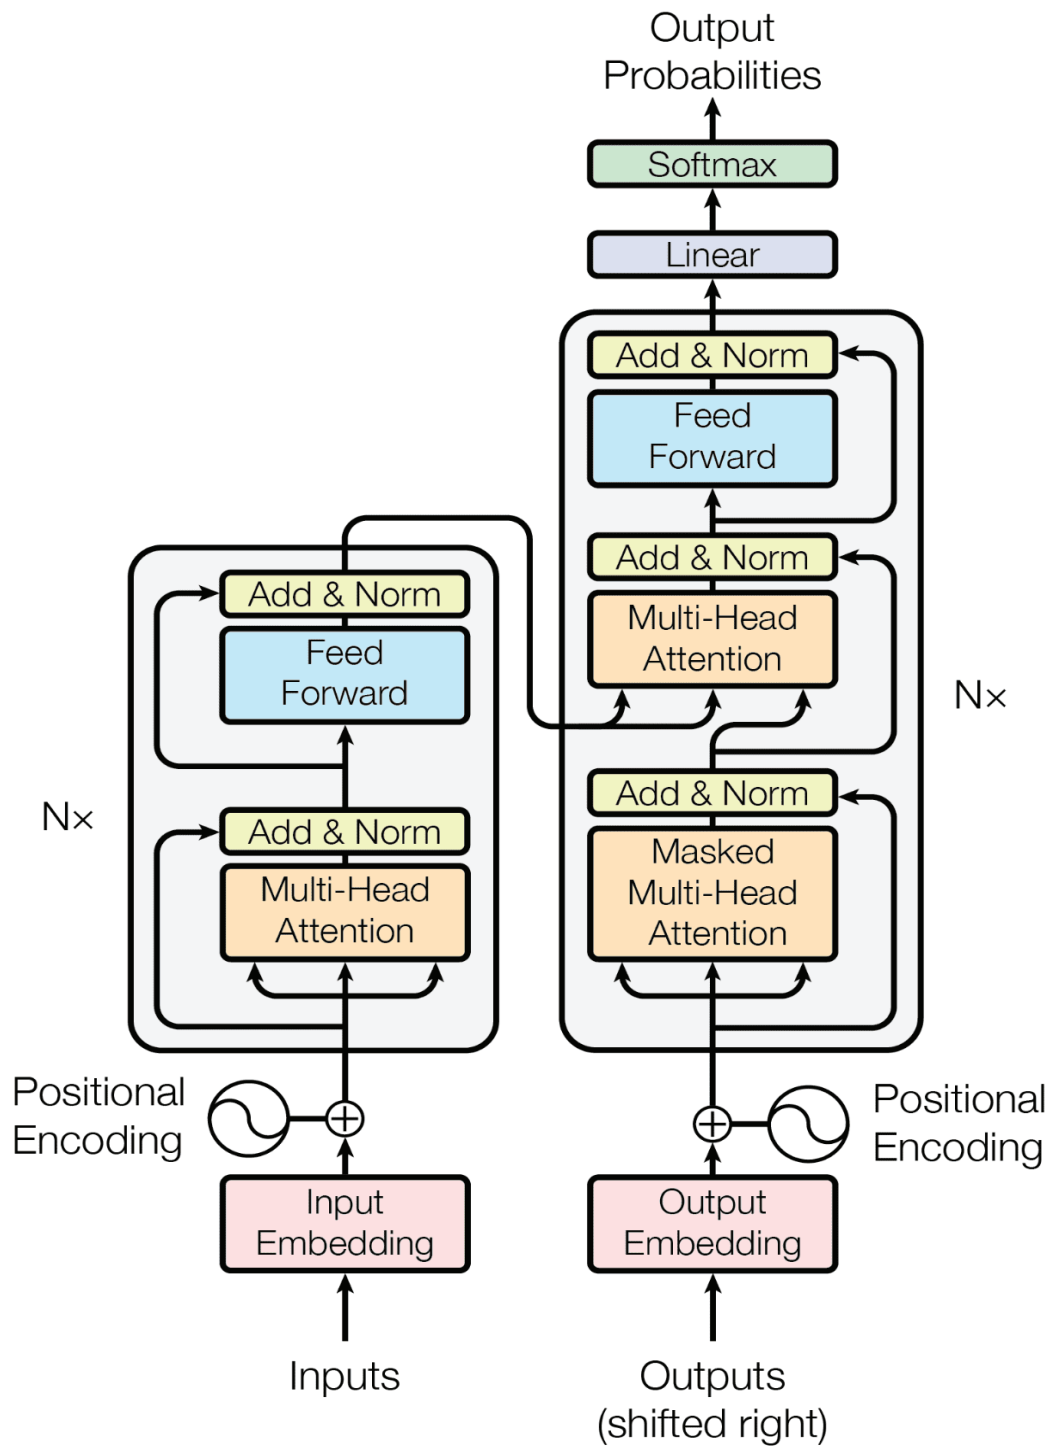 Output
Probabilities
Softmax
Linear
Add & Norm
Feed
Forward
Add & Norm
Multi-Head
Attention
Add & Norm
Masked
Multi-Head
Attention
N×
Add & Norm
Feed
Forward
Add & Norm
Multi-Head
Attention
N×
Positional
Encoding
Positional
Encoding
Input
Embedding
Output
Embedding
Inputs
Outputs
(shifted right)